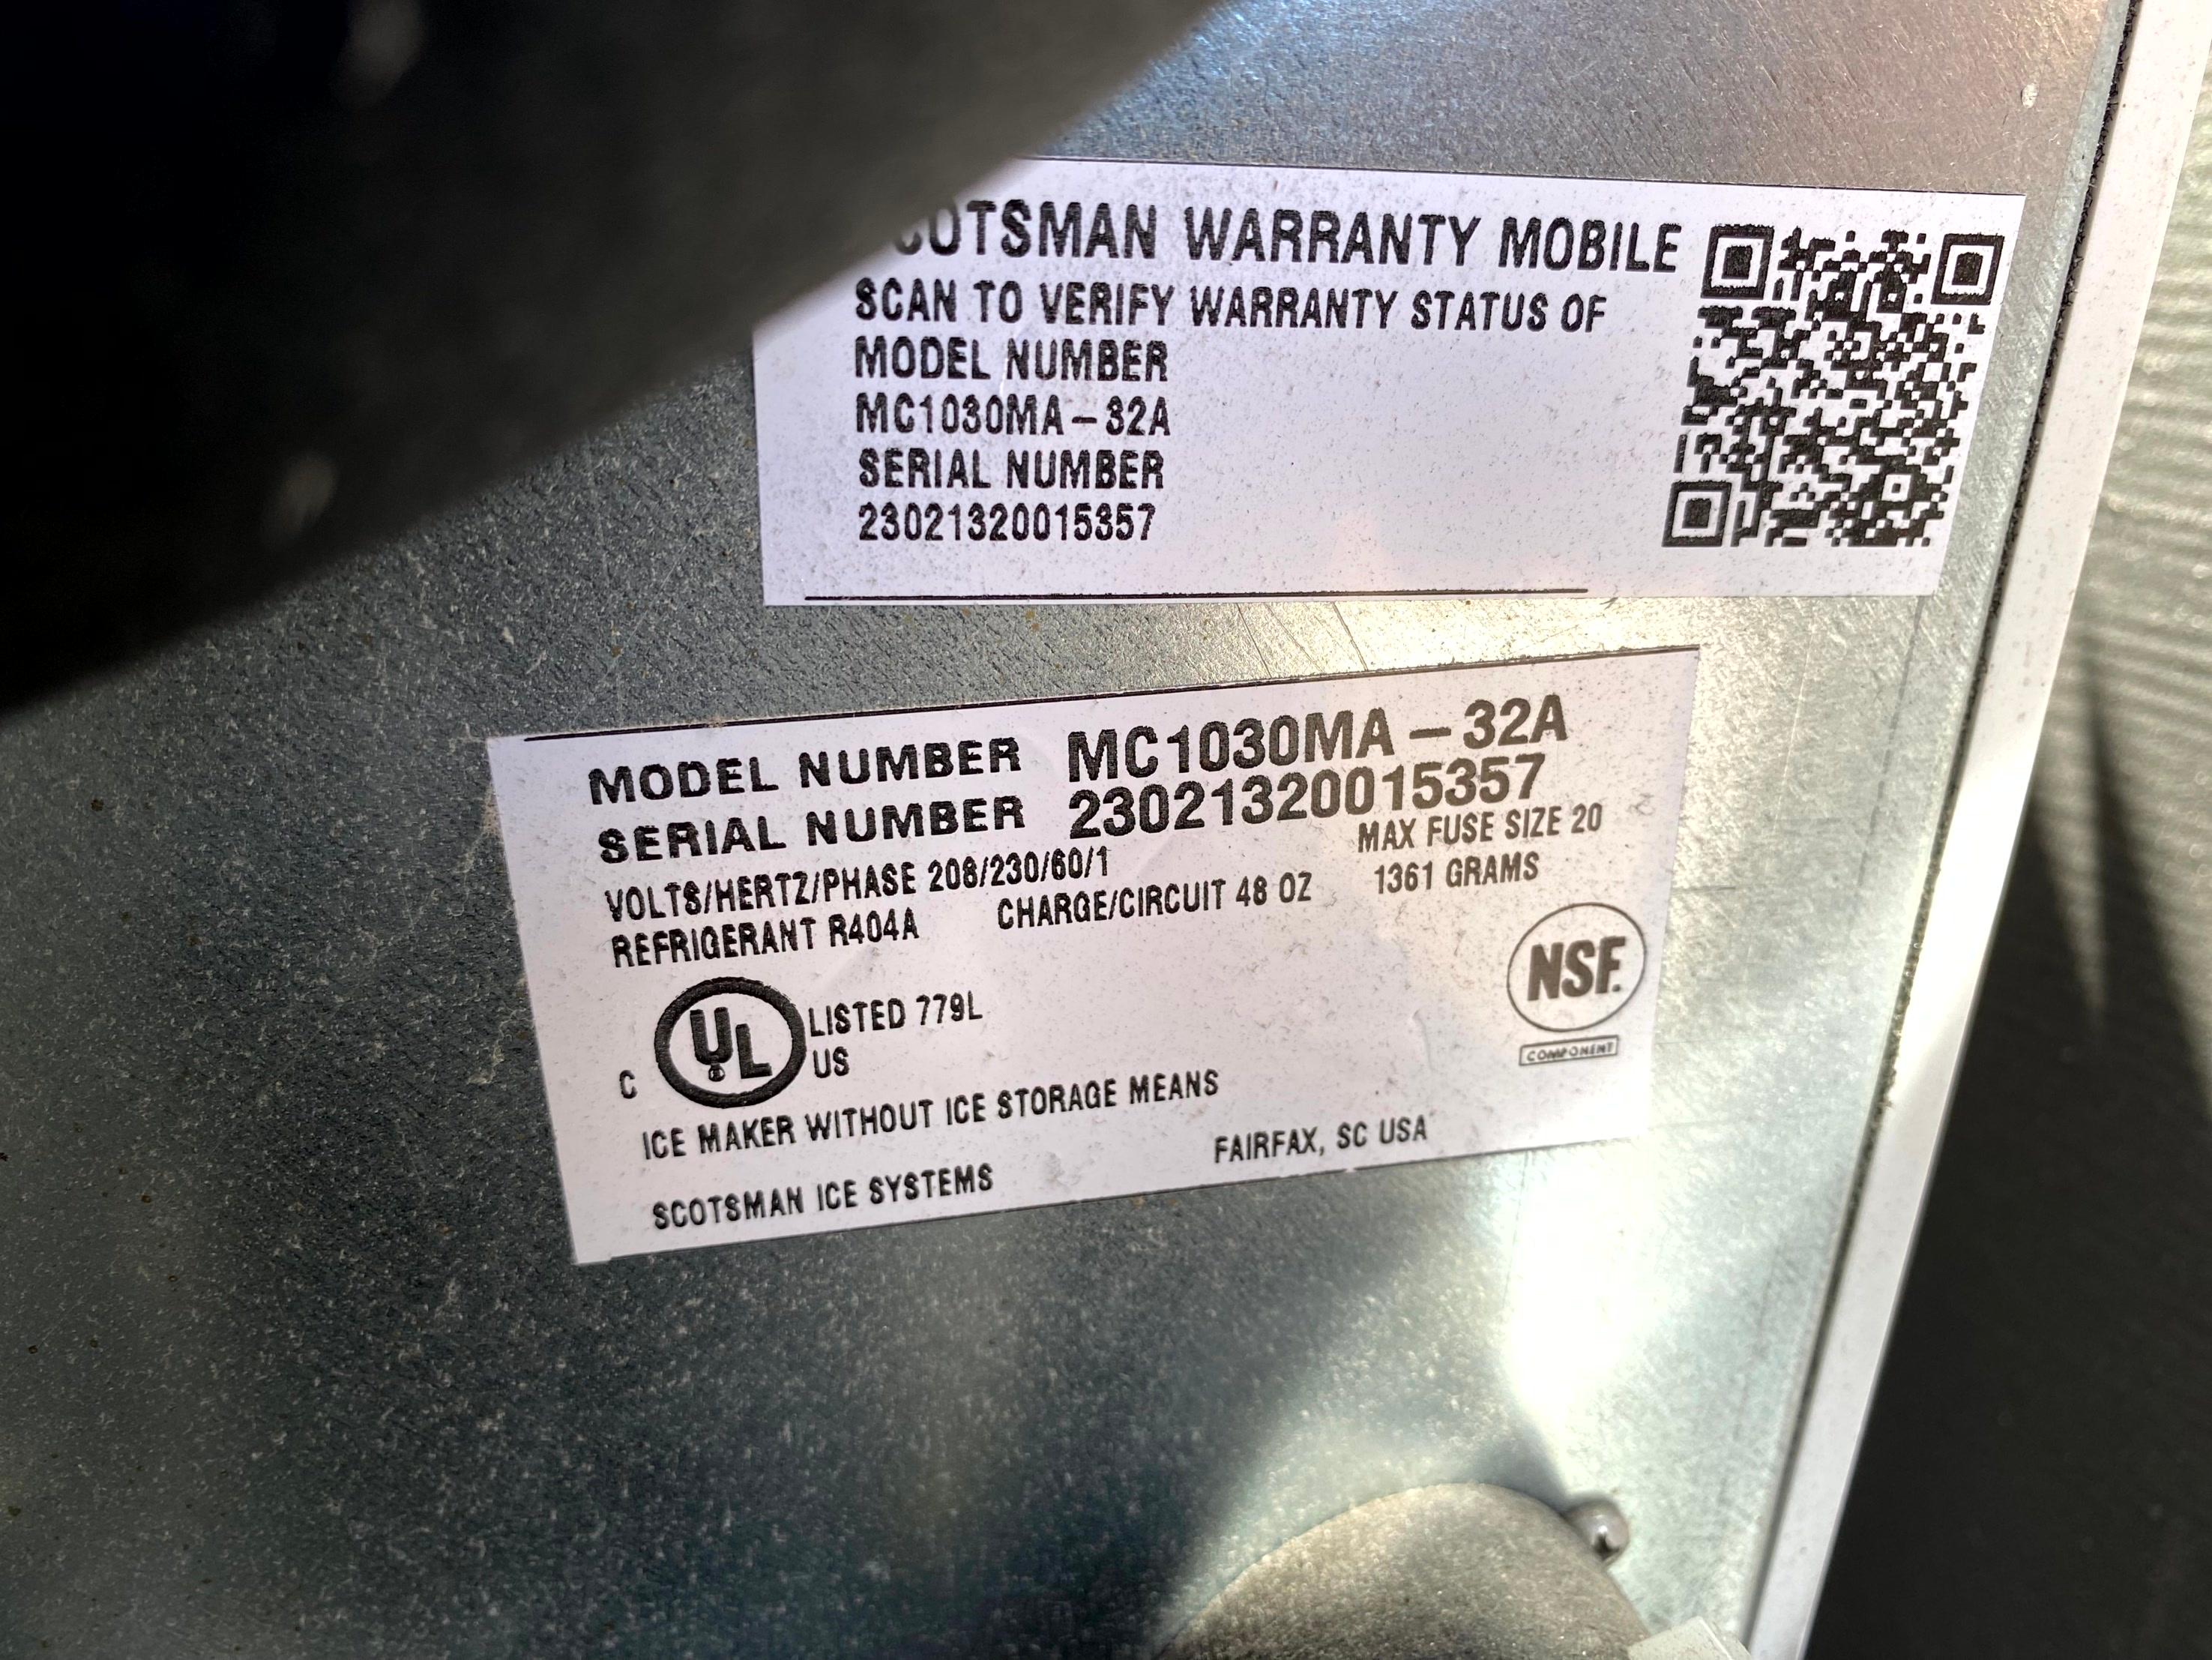 SCOTSMAN WARRANTY MOBILE
SCAN TO VERIFY WARRANTY STATUS OF
MODEL NUMBER
MC1030MA-32A
SERIAL NUMBER
23021320015357
MODEL NUMBER MC1030MA-32A
SERIAL NUMBER 23021320015357
MAX FUSE SIZE 20
VOLTS/HERTZ/PHASE 208/230/60/1
REFRIGERANT R404A CHARGE/CIRCUIT 48 OZ 1361 GRAMS
C UL LISTED 779L
US
NSF.
COMPONENT
ICE MAKER WITHOUT ICE STORAGE MEANS
SCOTSMAN ICE SYSTEMS FAIRFAX, SC USA